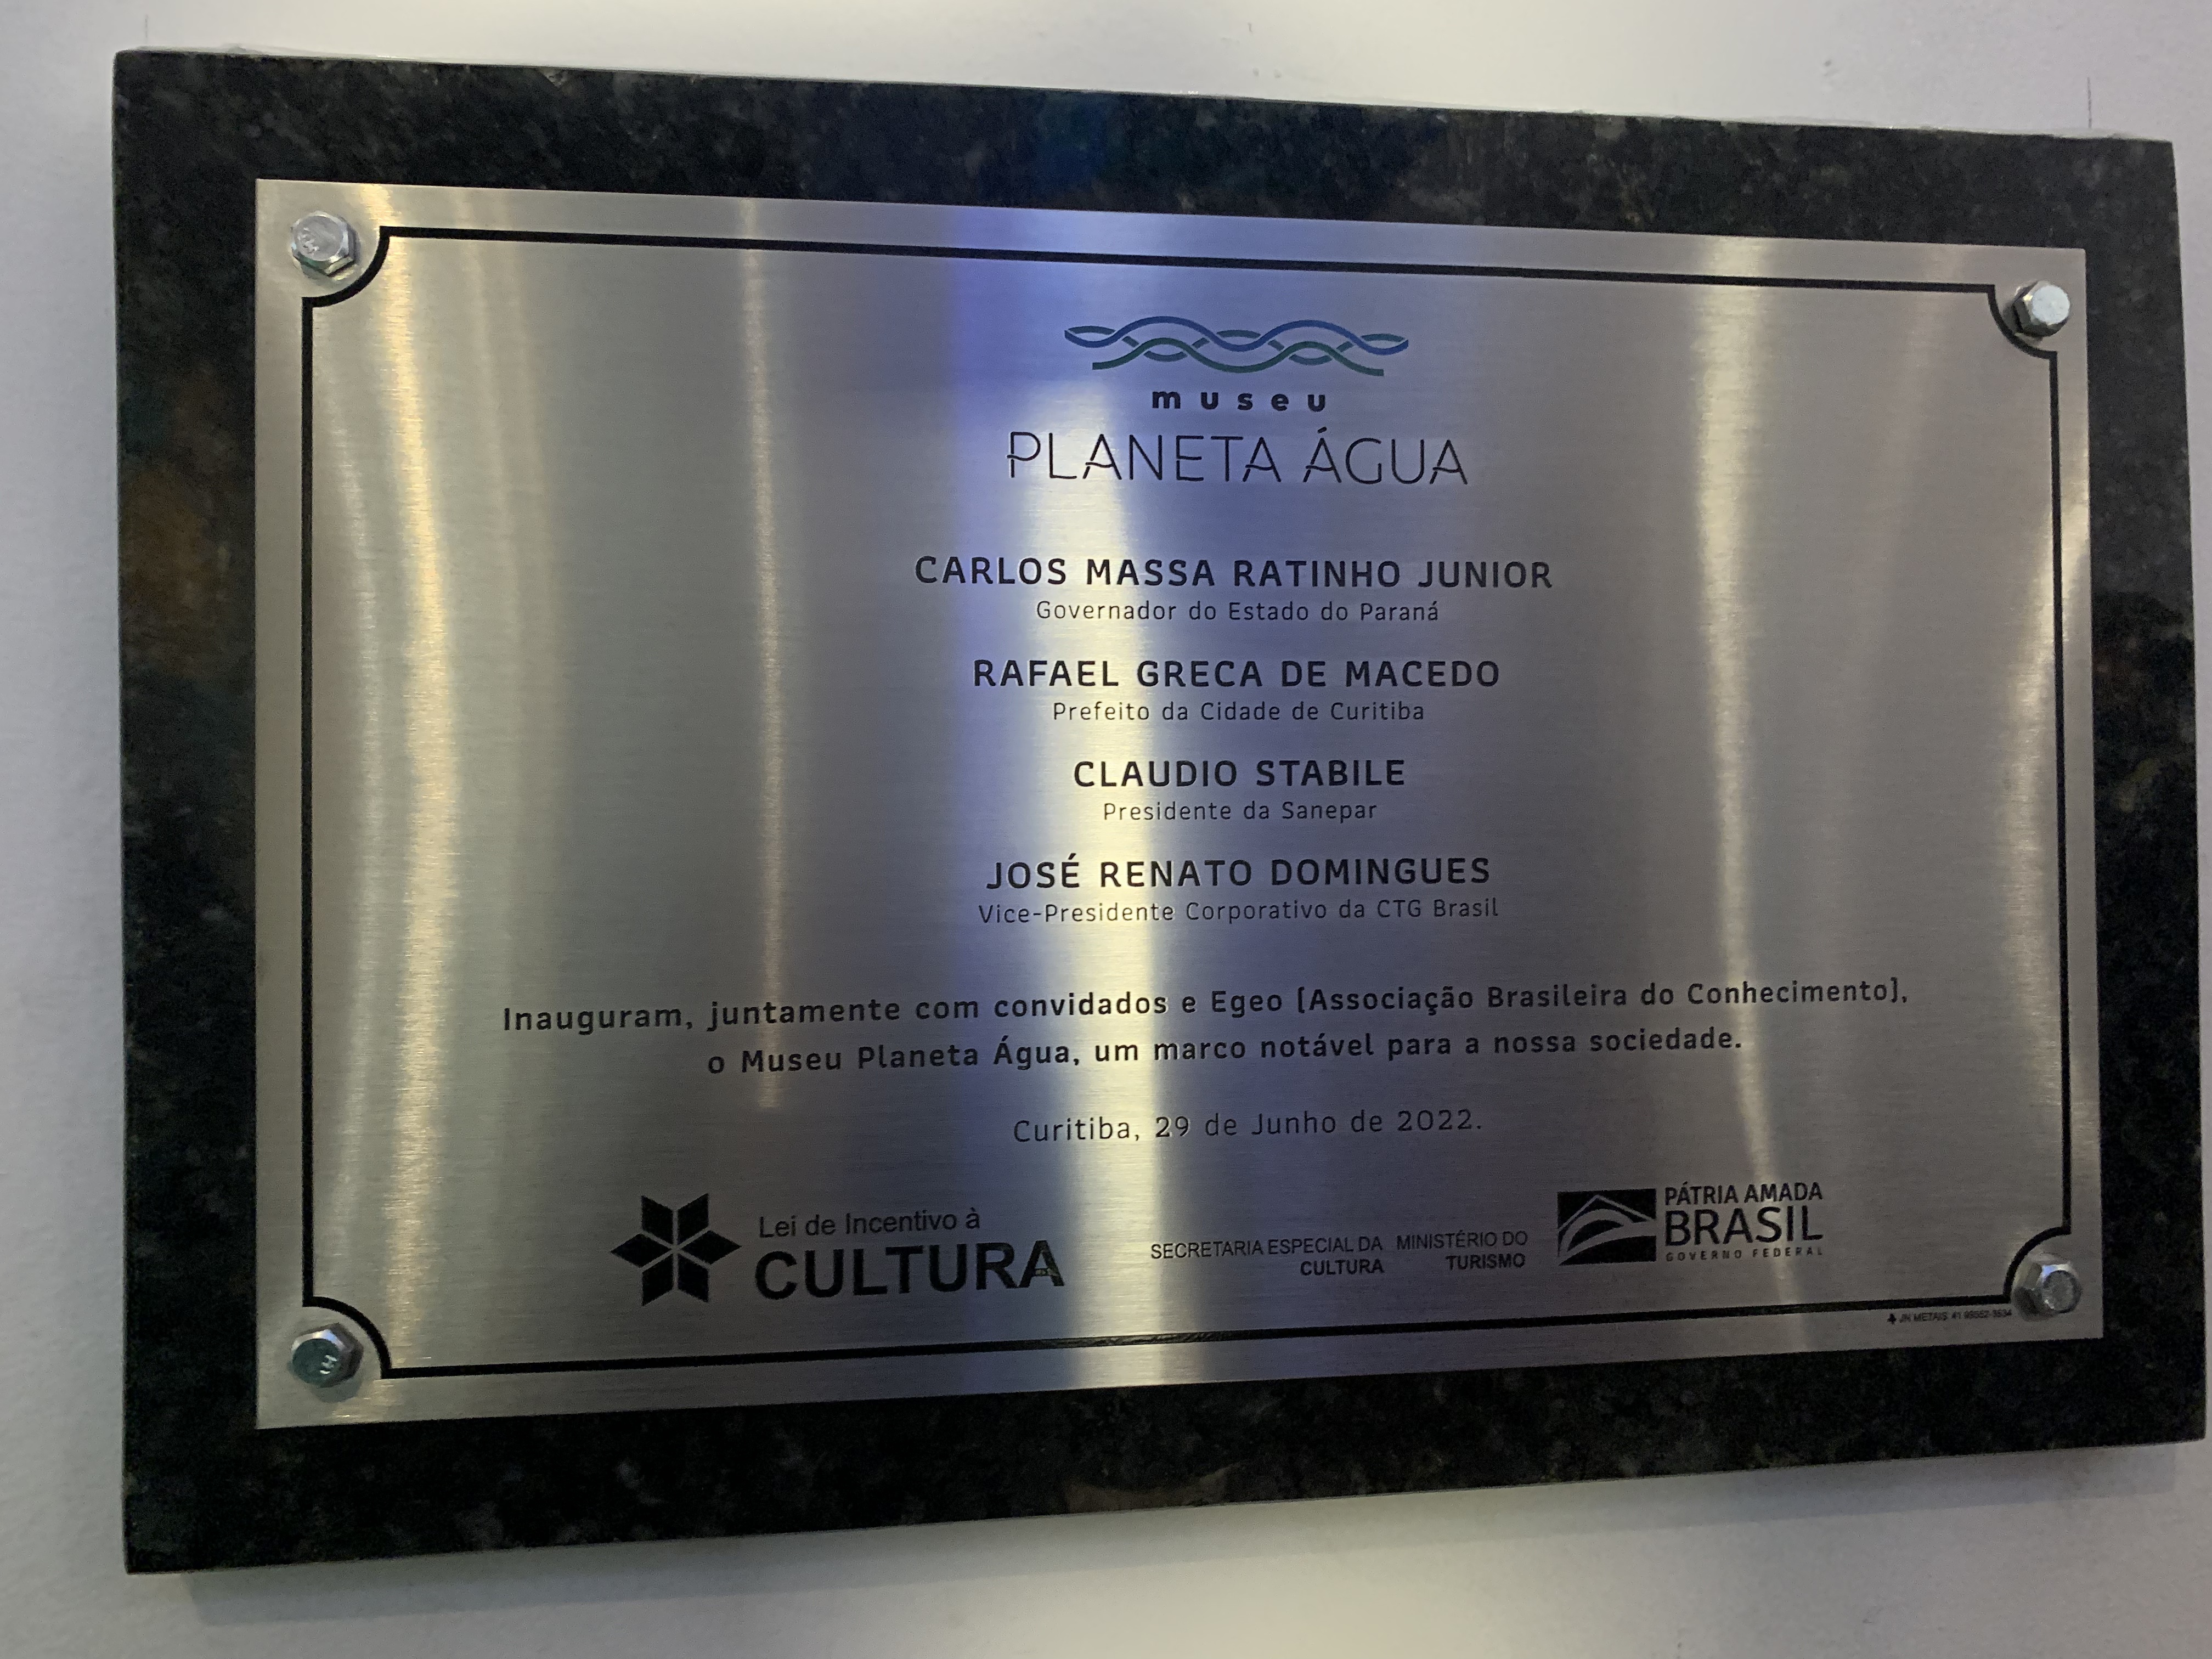 museu
PLANETA ÁGUA
CARLOS MASSA RATINHO JUNIOR
Governador do Estado do Paraná
RAFAEL GRECA DE MACEDO
Prefeito da Cidade de Curitiba
CLAUDIO STABILE
Presidente da Sanepar
JOSÉ RENATO DOMINGUES
Vice-Presidente Corporativo da CTG Brasil
Inauguram, juntamente com convidados e Egeo (Associação Brasileira do Conhecimento),
o Museu Planeta Água, um marco notável para a nossa sociedade.
Curitiba, 29 de Junho de 2022.
Lei de Incentivo à
CULTURA
SECRETARIA ESPECIAL DA
CULTURA
MINISTÉRIO DO
TURISMO
PÁTRIA AMADA
BRASIL
GOVERNO FEDERAL
JN METAIS 41